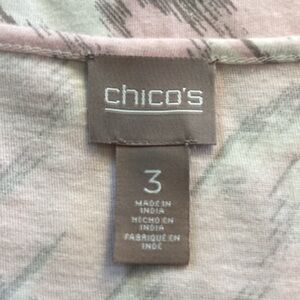 chico's
3
MADE IN
INDIA
HECHO EN
INDIA
FABRIQUÉ EN
INDE